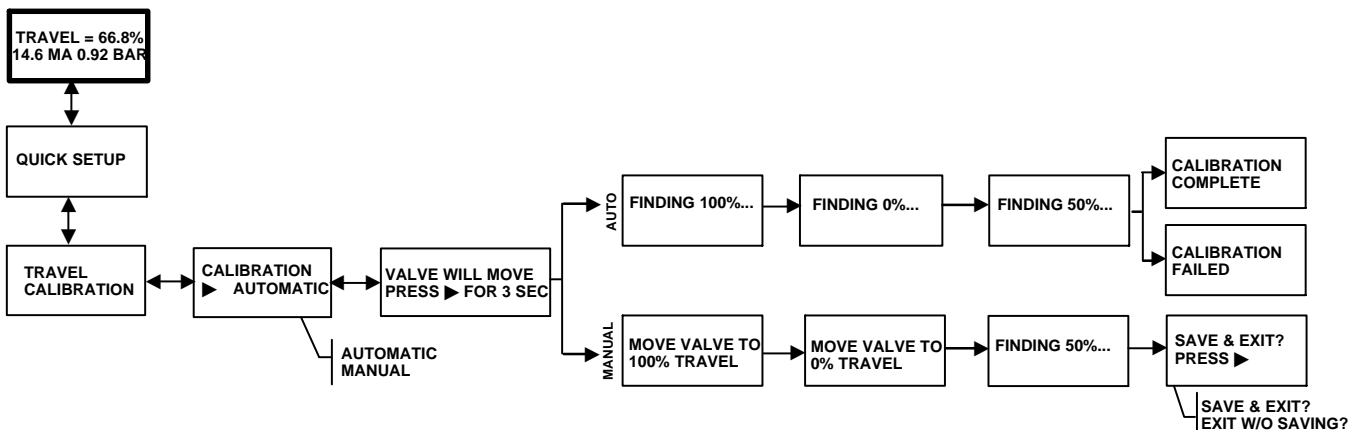 TRAVEL = 66.8%
14.6 MA 0.92 BAR
QUICK SETUP
TRAVEL
CALIBRATION
CALIBRATION
▶ AUTOMATIC
AUTOMATIC
MANUAL
VALVE WILL MOVE
PRESS ▶ FOR 3 SEC
AUTO
FINDING 100%...
FINDING 0%...
FINDING 50%...
CALIBRATION
COMPLETE
CALIBRATION
FAILED
MANUAL
MOVE VALVE TO
100% TRAVEL
MOVE VALVE TO
0% TRAVEL
FINDING 50%...
SAVE & EXIT?
PRESS ▶
SAVE & EXIT?
EXIT W/O SAVING?